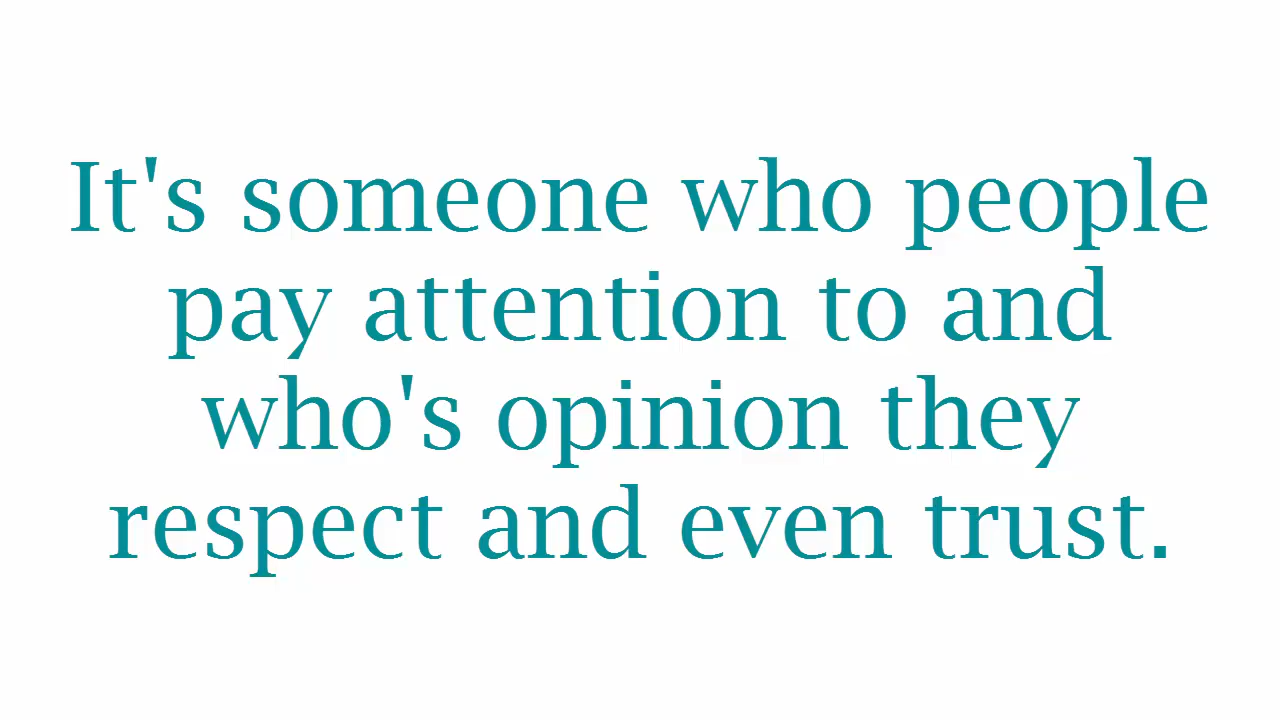 It's someone who people
pay attention to and
who's opinion they
respect and even trust.